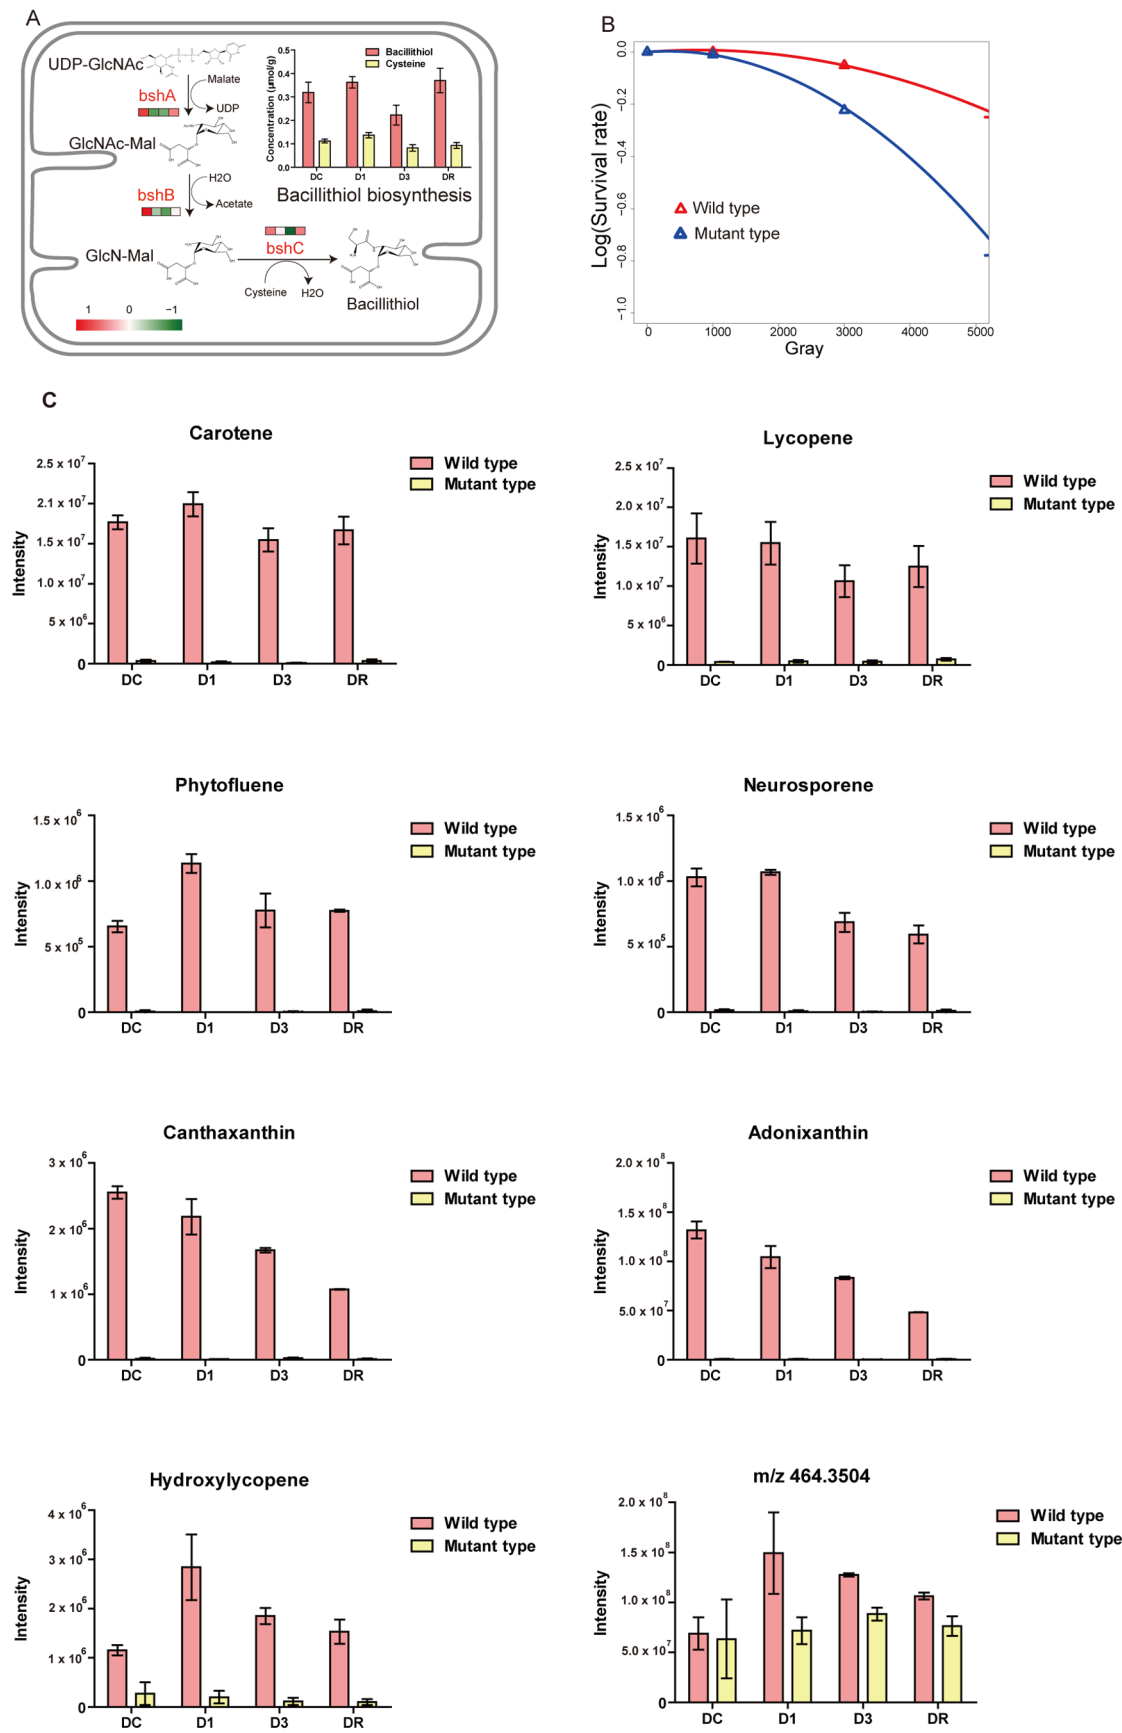 A
UDP-GlcNAc
Malate
bshA
UDP
GlcNAc-Mal
H2O
bshB
Acetate
GlcN-Mal
bshC
Cysteine
H2O
Bacillithiol
1 0 −1
0.5
0.4
0.3
0.2
0.1
0.0
Concentration (µmol/g)
Bacillithiol
Cysteine
DC D1 D3 DR
Bacillithiol biosynthesis
B
0.0
−0.2
−0.4
−0.6
−0.8
−1.0
Log(Survival rate)
Wild type
Mutant type
0 1000 2000 3000 4000 5000
Gray
C
Carotene
2.5 x 10^7
2.1 x 10^7
1.5 x 10^7
1.0 x 10^7
5 x 10^6
0
Intensity
Wild type
Mutant type
DC D1 D3 DR
Lycopene
2.5 x 10^7
2.0 x 10^7
1.5 x 10^7
1.0 x 10^7
5 x 10^6
0
Intensity
Wild type
Mutant type
DC D1 D3 DR
Phytofluene
1.5 x 10^6
1.0 x 10^6
5 x 10^5
0
Intensity
Wild type
Mutant type
DC D1 D3 DR
Neurosporene
1.5 x 10^6
1.0 x 10^6
5 x 10^5
0
Intensity
Wild type
Mutant type
DC D1 D3 DR
Canthaxanthin
3 x 10^6
2 x 10^6
1 x 10^6
0
Intensity
Wild type
Mutant type
DC D1 D3 DR
Adonixanthin
2.0 x 10^8
1.5 x 10^8
1.0 x 10^8
5.0 x 10^7
0
Intensity
Wild type
Mutant type
DC D1 D3 DR
Hydroxylycopene
4 x 10^6
3 x 10^6
2 x 10^6
1 x 10^6
0
Intensity
Wild type
Mutant type
DC D1 D3 DR
m/z 464.3504
2.0 x 10^8
1.5 x 10^8
1.0 x 10^8
5.0 x 10^7
0
Intensity
Wild type
Mutant type
DC D1 D3 DR